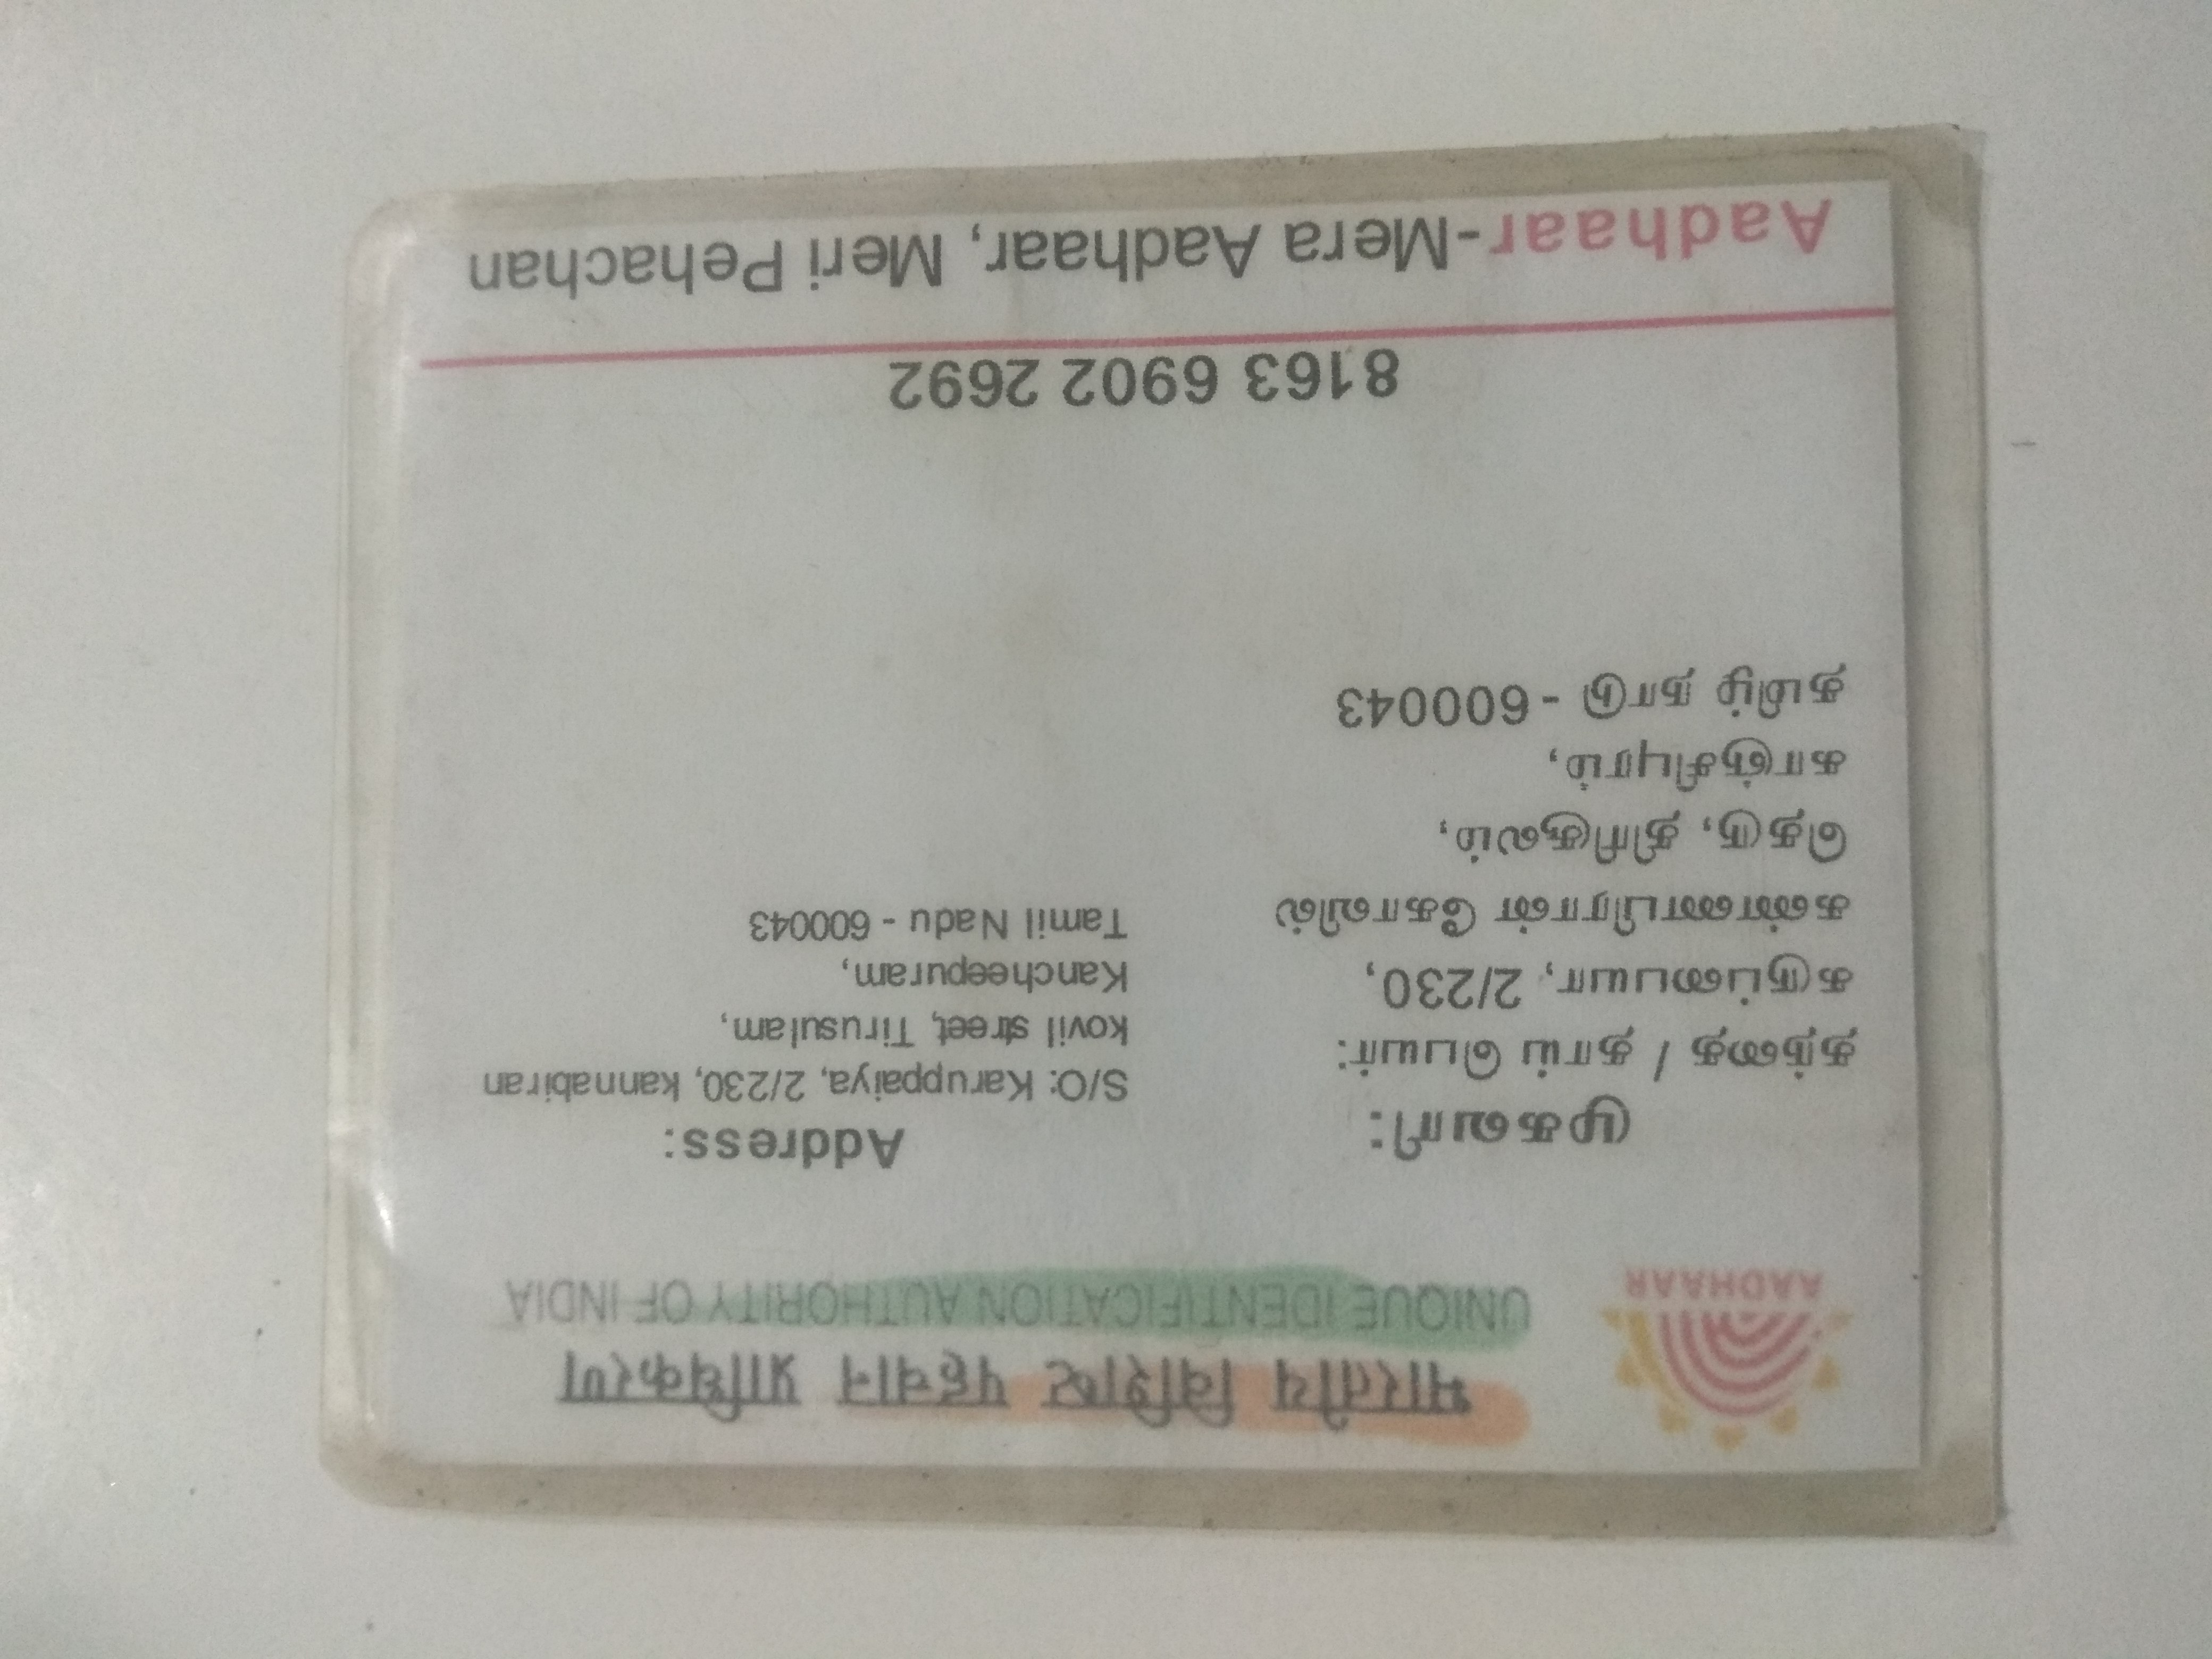 भारतीय विशिष्ट पहचान प्राधिकरण
UNIQUE IDENTIFICATION AUTHORITY OF INDIA
AADHAAR
முகவரி:
தந்தை / தாய் பெயர்:
கருப்பையா, 2/230,
கண்ணபிரான் கோவில்
தெரு, திரிசூலம்,
காஞ்சிபுரம்,
தமிழ் நாடு - 600043
Address:
S/O: Karuppaiya, 2/230, kannabiran
kovil street, Tirusulam,
Kancheepuram,
Tamil Nadu - 600043
8163 6902 2692
Aadhaar-Mera Aadhaar, Meri Pehachan